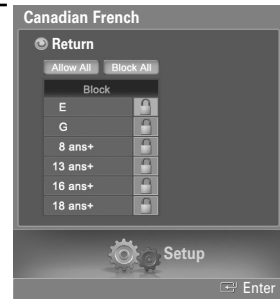 Canadian French
Return
Allow All Block All
Block
E
G
8 ans+
13 ans+
16 ans+
18 ans+
Setup
Enter